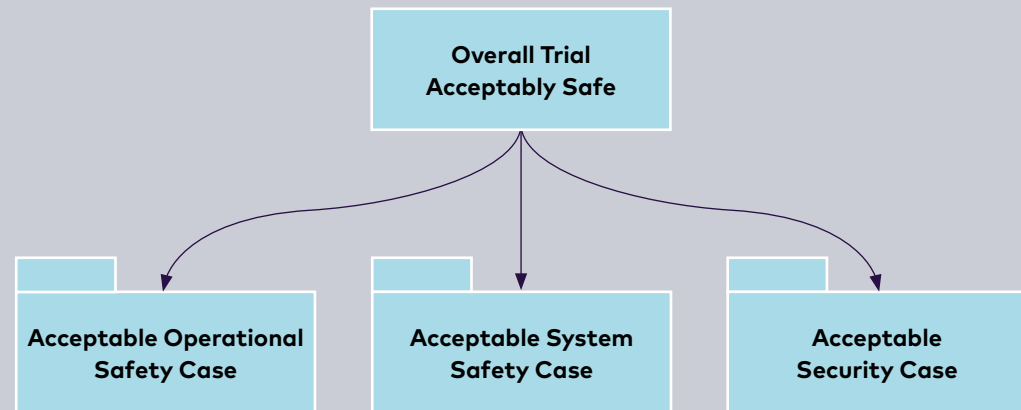 Overall Trial
Acceptably Safe
Acceptable Operational
Safety Case
Acceptable System
Safety Case
Acceptable
Security Case